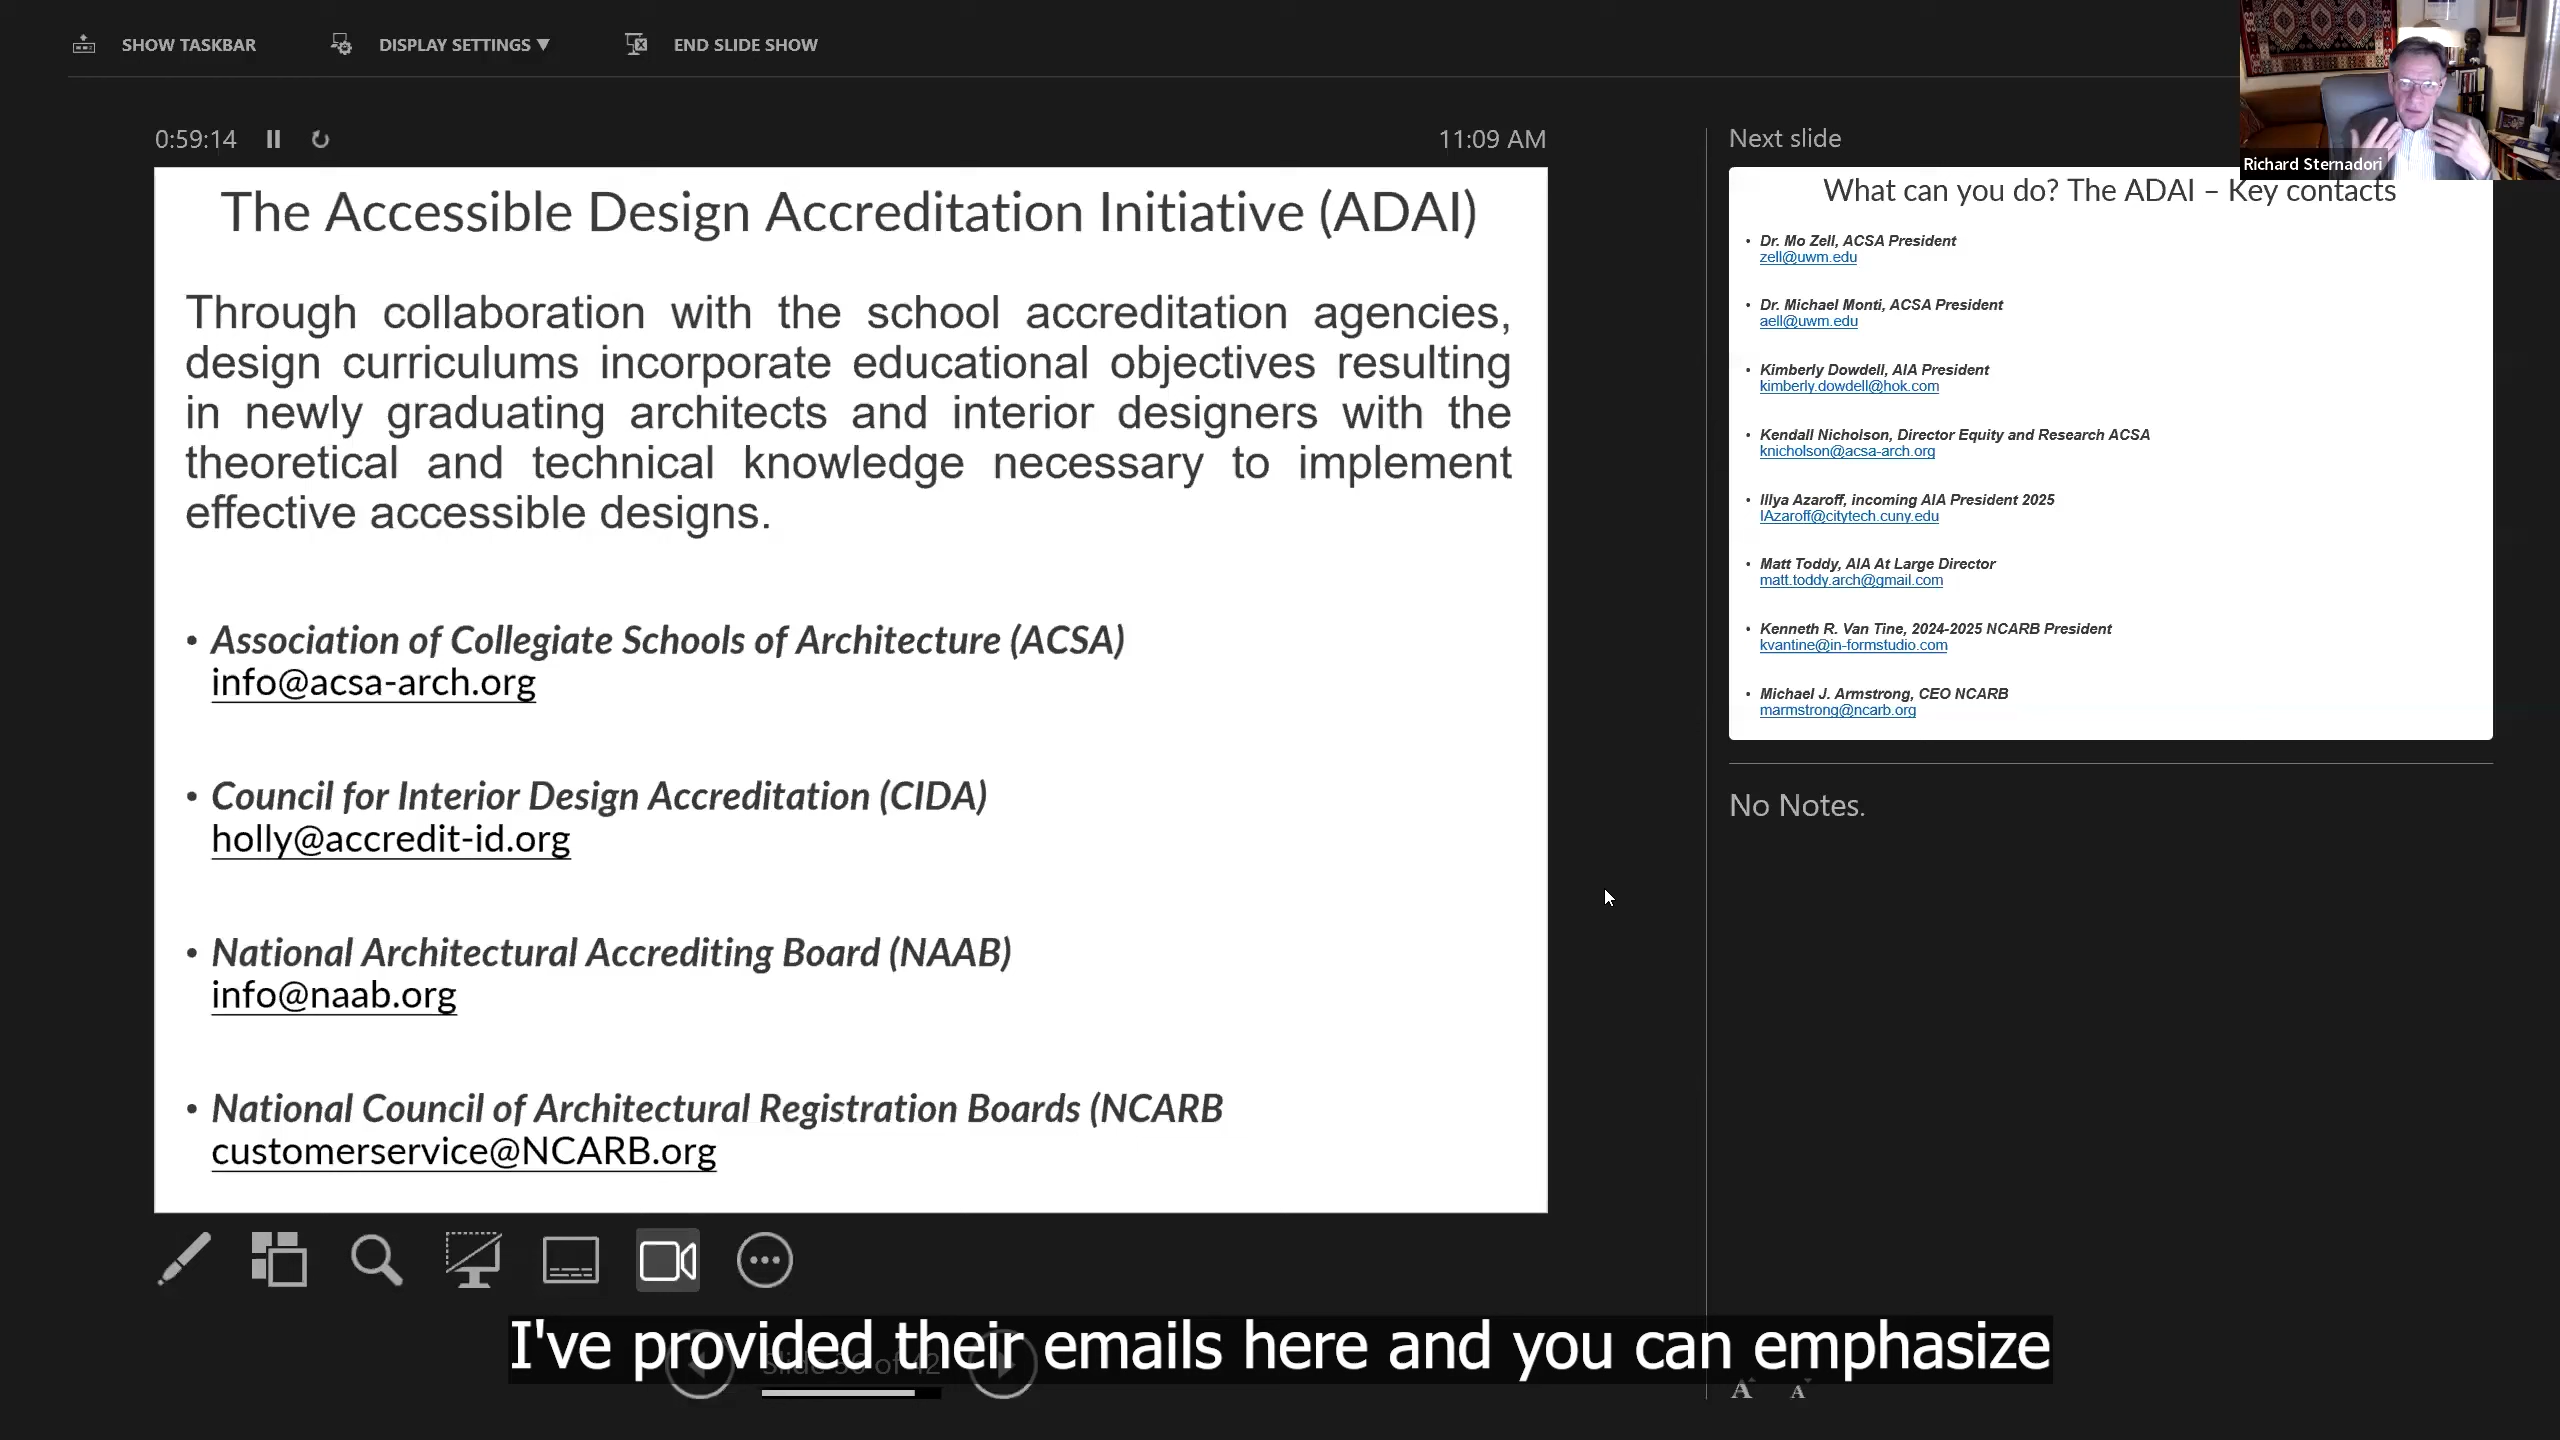 SHOW TASKBAR
DISPLAY SETTINGS ▼
END SLIDE SHOW
0:59:14
11:09 AM
The Accessible Design Accreditation Initiative (ADAI)
Through collaboration with the school accreditation agencies,
design curriculums incorporate educational objectives resulting
in newly graduating architects and interior designers with the
theoretical and technical knowledge necessary to implement
effective accessible designs.
• Association of Collegiate Schools of Architecture (ACSA)
info@acsa-arch.org
• Council for Interior Design Accreditation (CIDA)
holly@accredit-id.org
• National Architectural Accrediting Board (NAAB)
info@naab.org
• National Council of Architectural Registration Boards (NCARB
customerservice@NCARB.org
Next slide
Richard Sternadori
What can you do? The ADAI – Key contacts
• Dr. Mo Zell, ACSA President
zell@uwm.edu
• Dr. Michael Monti, ACSA President
aell@uwm.edu
• Kimberly Dowdell, AIA President
kimberly.dowdell@hok.com
• Kendall Nicholson, Director Equity and Research ACSA
knicholson@acsa-arch.org
• Illya Azaroff, incoming AIA President 2025
IAzaroff@citytech.cuny.edu
• Matt Toddy, AIA At Large Director
matt.toddy.arch@gmail.com
• Kenneth R. Van Tine, 2024-2025 NCARB President
kvantine@in-formstudio.com
• Michael J. Armstrong, CEO NCARB
marmstrong@ncarb.org
No Notes.
I've provided their emails here and you can emphasize
Slide of 42
A A